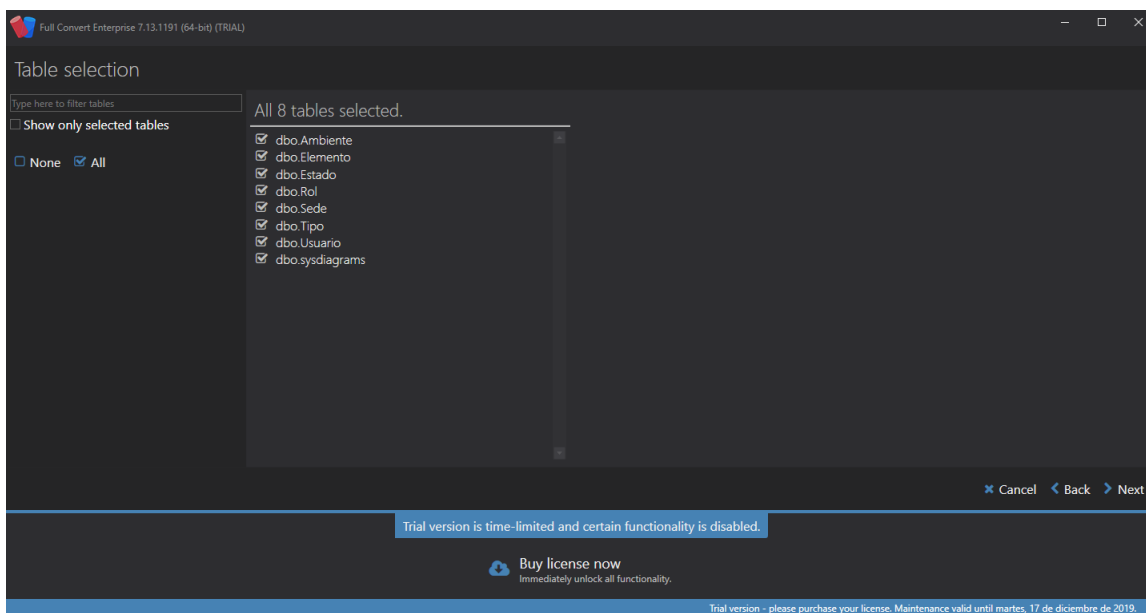 Full Convert Enterprise 7.13.1191 (64-bit) (TRIAL)
Table selection
Type here to filter tables
Show only selected tables
None All
All 8 tables selected.
dbo.Ambiente
dbo.Elemento
dbo.Estado
dbo.Rol
dbo.Sede
dbo.Tipo
dbo.Usuario
dbo.sysdiagrams
Cancel Back Next
Trial version is time-limited and certain functionality is disabled.
Buy license now
Immediately unlock all functionality.
Trial version - please purchase your license. Maintenance valid until martes, 17 de diciembre de 2019.